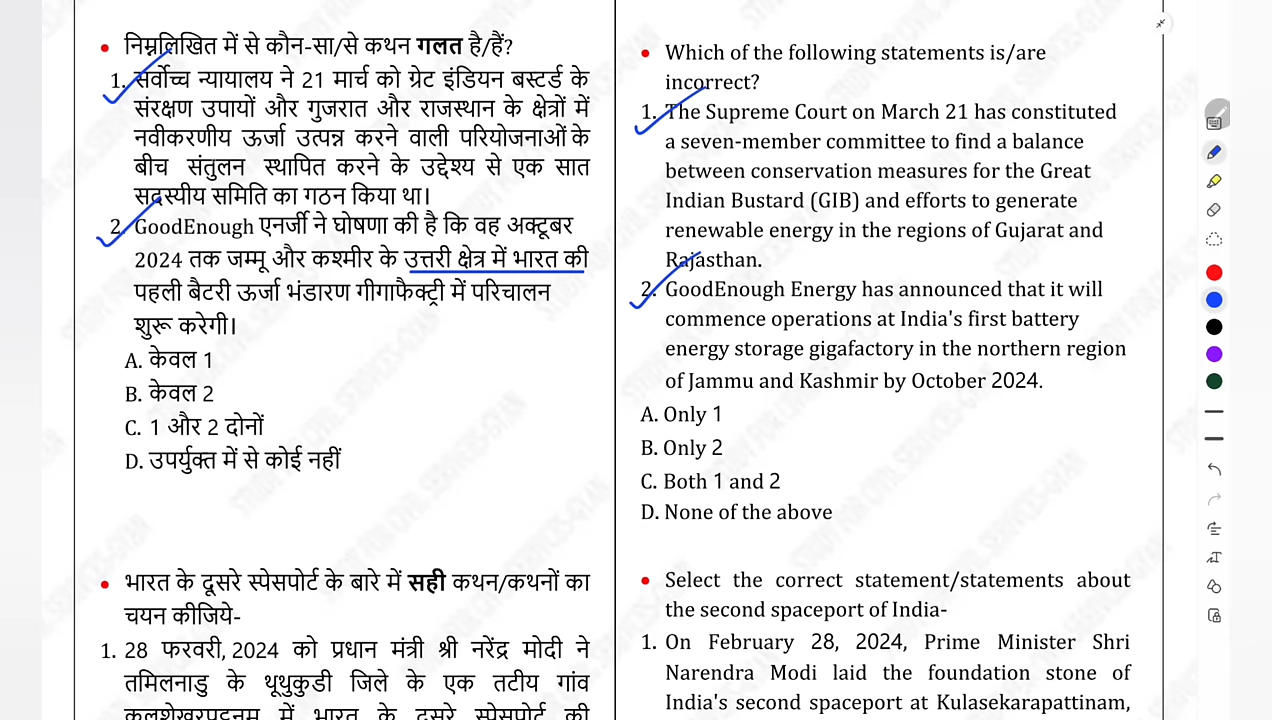 • निम्नलिखित में से कौन-सा/से कथन गलत है/हैं?
1. सर्वोच्च न्यायालय ने 21 मार्च को ग्रेट इंडियन बस्टर्ड के
संरक्षण उपायों और गुजरात और राजस्थान के क्षेत्रों में
नवीकरणीय ऊर्जा उत्पन्न करने वाली परियोजनाओं के
बीच संतुलन स्थापित करने के उद्देश्य से एक सात
सदस्यीय समिति का गठन किया था।
2. GoodEnough एनर्जी ने घोषणा की है कि वह अक्टूबर
2024 तक जम्मू और कश्मीर के उत्तरी क्षेत्र में भारत की
पहली बैटरी ऊर्जा भंडारण गीगाफैक्ट्री में परिचालन
शुरू करेगी।
A. केवल 1
B. केवल 2
C. 1 और 2 दोनों
D. उपर्युक्त में से कोई नहीं
• भारत के दूसरे स्पेसपोर्ट के बारे में सही कथन/कथनों का
चयन कीजिये-
1. 28 फरवरी, 2024 को प्रधान मंत्री श्री नरेंद्र मोदी ने
तमिलनाडु के थूथुकुडी जिले के एक तटीय गांव
कुलशेखरपट्टनम में भारत के दूसरे स्पेसपोर्ट की
• Which of the following statements is/are
incorrect?
1. The Supreme Court on March 21 has constituted
a seven-member committee to find a balance
between conservation measures for the Great
Indian Bustard (GIB) and efforts to generate
renewable energy in the regions of Gujarat and
Rajasthan.
2. GoodEnough Energy has announced that it will
commence operations at India's first battery
energy storage gigafactory in the northern region
of Jammu and Kashmir by October 2024.
A. Only 1
B. Only 2
C. Both 1 and 2
D. None of the above
• Select the correct statement/statements about
the second spaceport of India-
1. On February 28, 2024, Prime Minister Shri
Narendra Modi laid the foundation stone of
India's second spaceport at Kulasekarapattinam,